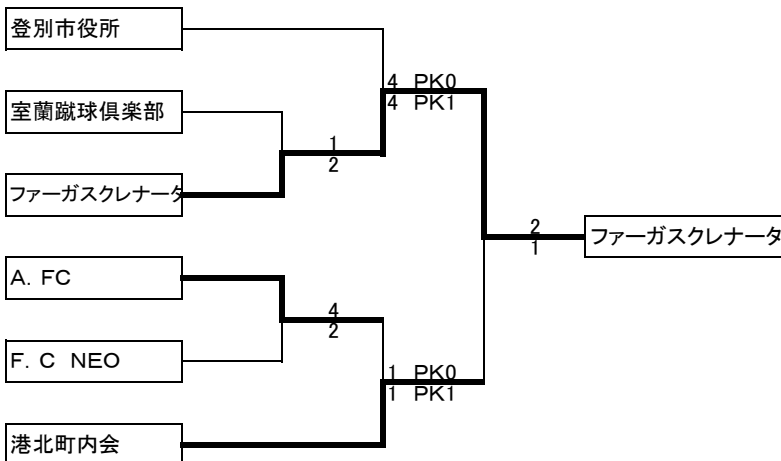 登別市役所
4 PK0
4 PK1
室蘭蹴球倶楽部
1
2
ファーガスクレナータ
2
1
ファーガスクレナータ
A. FC
4
2
F. C NEO
1 PK0
1 PK1
港北町内会